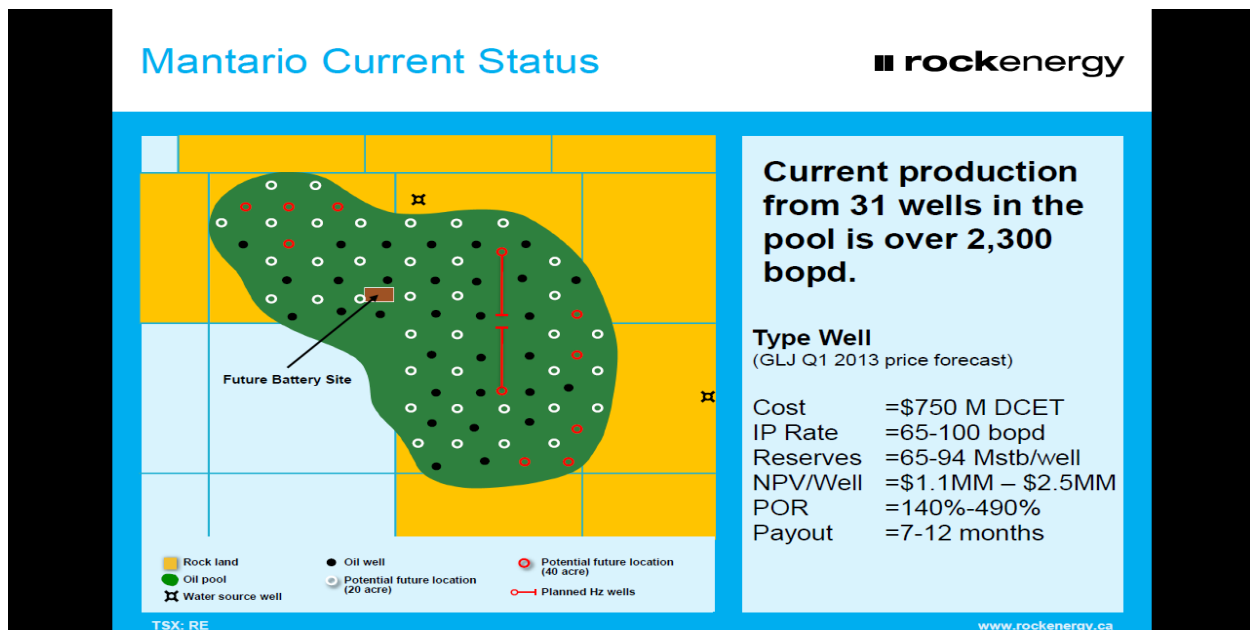 Mantario Current Status
rockenergy
Future Battery Site
Rock land
Oil pool
Water source well
Oil well
Potential future location
(20 acre)
Potential future location
(40 acre)
Planned Hz wells
Current production
from 31 wells in the
pool is over 2,300
bopd.
Type Well
(GLJ Q1 2013 price forecast)
Cost =$750 M DCET
IP Rate =65-100 bopd
Reserves =65-94 Mstb/well
NPV/Well =$1.1MM – $2.5MM
POR =140%-490%
Payout =7-12 months
TSX: RE
www.rockenergy.ca